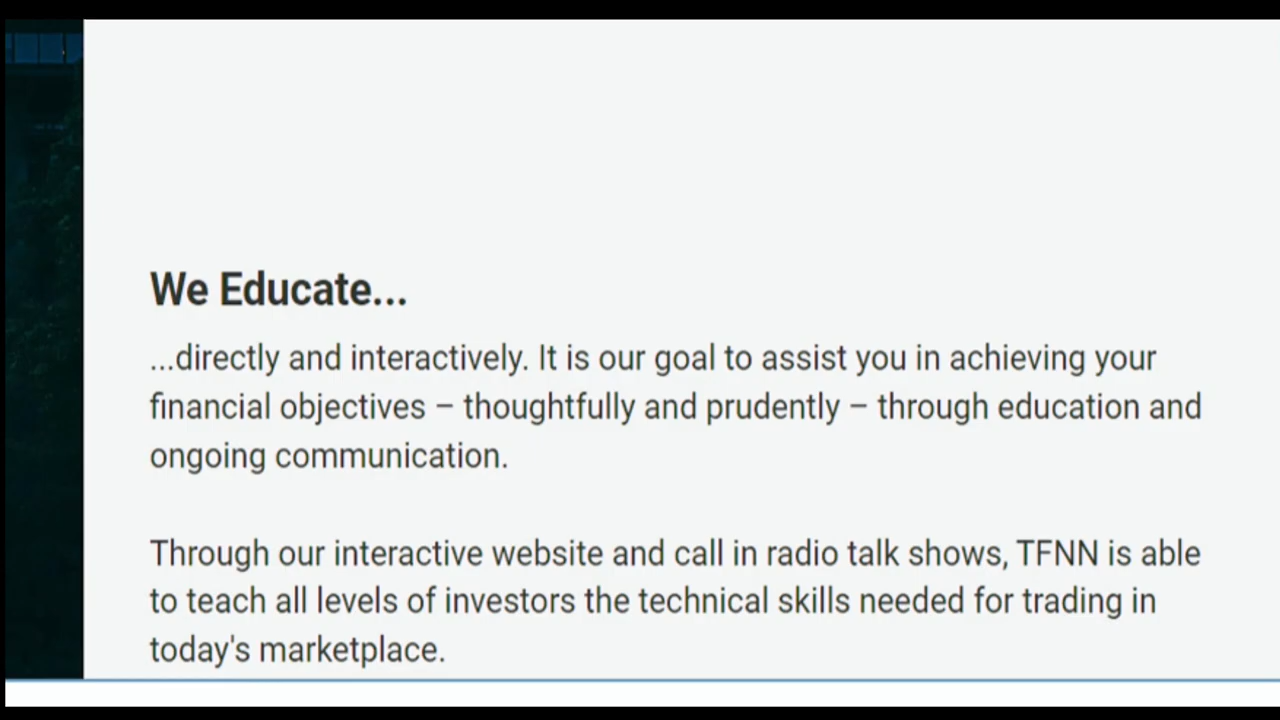 We Educate...
...directly and interactively. It is our goal to assist you in achieving your
financial objectives – thoughtfully and prudently – through education and
ongoing communication.
Through our interactive website and call in radio talk shows, TFNN is able
to teach all levels of investors the technical skills needed for trading in
today's marketplace.